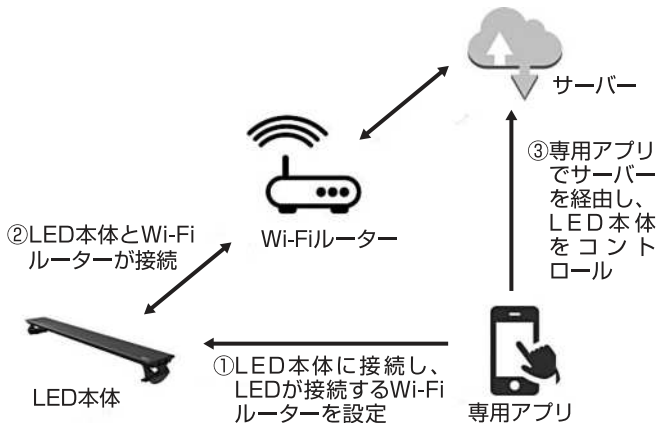 サーバー
③専用アプリ
でサーバー
を経由し、
LED本体
をコント
ロール
Wi-Fiルーター
②LED本体とWi-Fi
ルーターが接続
①LED本体に接続し、
LEDが接続するWi-Fi
ルーターを設定
LED本体
専用アプリ